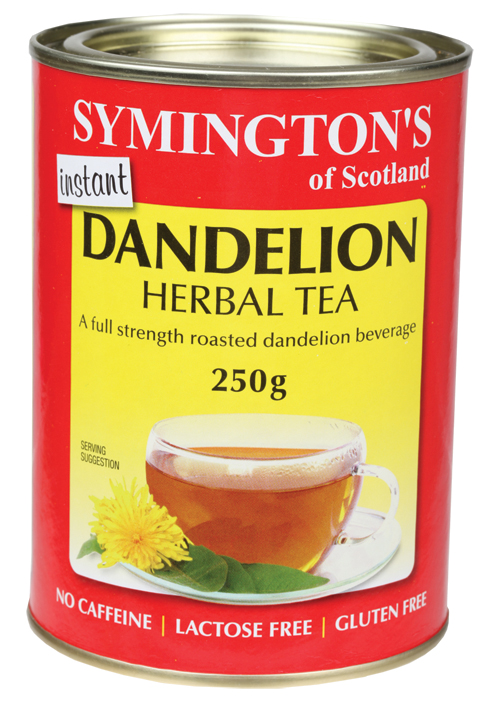 SYMINGTON'S
of Scotland
instant
DANDELION
HERBAL TEA
A full strength roasted dandelion beverage
250g
SERVING
SUGGESTION
NO CAFFEINE | LACTOSE FREE | GLUTEN FREE